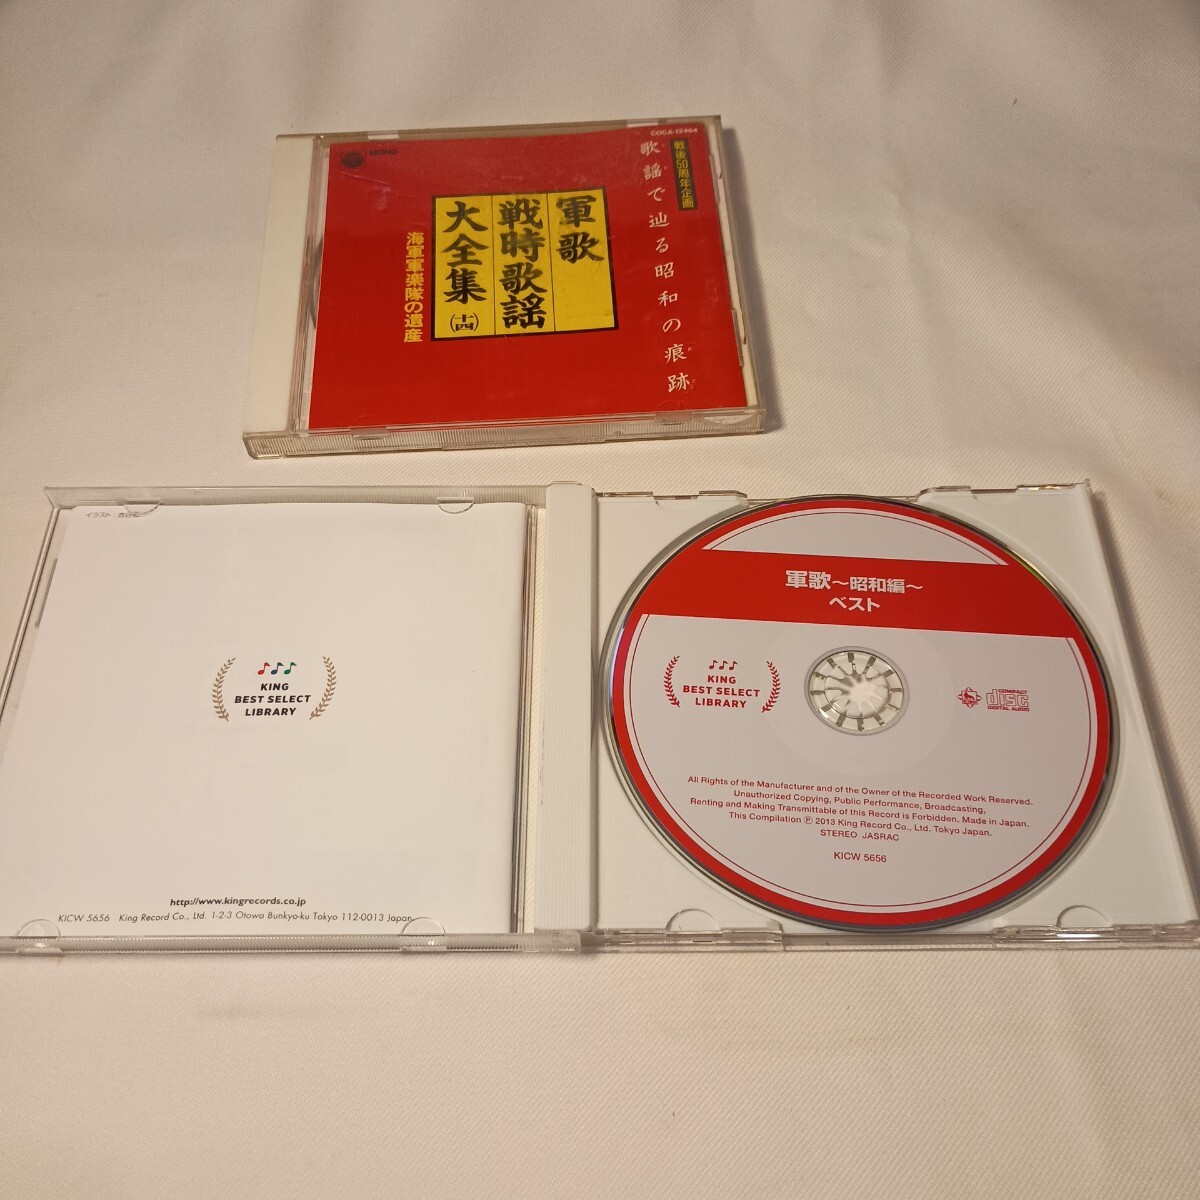 COCA-12464
MONO
戦後50周年企画
歌謡で辿る昭和の痕跡
軍歌
戦時歌謡
大全集(十四)
海軍軍楽隊の遺産
イラスト
KING
BEST SELECT
LIBRARY
http://www.kingrecords.co.jp
KICW 5656 King Record Co., Ltd. 1-2-3 Otowa Bunkyo-ku Tokyo 112-0013 Japan.
軍歌～昭和編～
ベスト
KING
BEST SELECT
LIBRARY
COMPACT
disc
DIGITAL AUDIO
All Rights of the Manufacturer and of the Owner of the Recorded Work Reserved.
Unauthorized Copying, Public Performance, Broadcasting,
Renting and Making Transmittable of this Record is Forbidden. Made in Japan.
This Compilation Ⓟ 2013 King Record Co., Ltd. Tokyo Japan.
STEREO JASRAC
KICW 5656